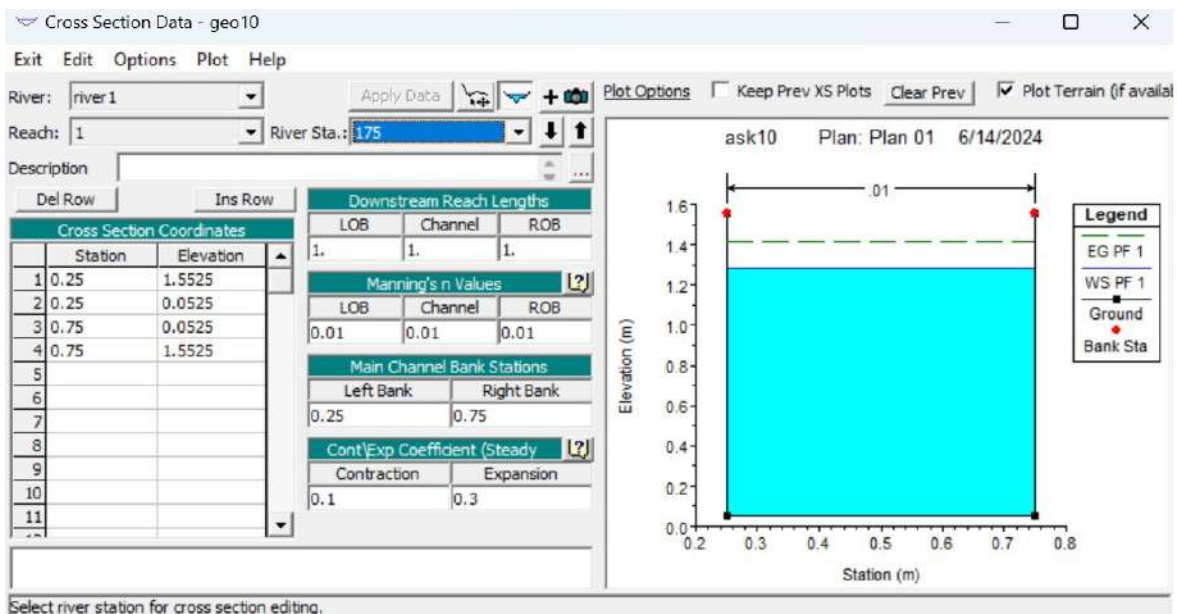 Cross Section Data - geo10
Exit Edit Options Plot Help
River: river1 Apply Data
Reach: 1 River Sta.: 175
Description ...
Del Row Ins Row
Cross Section Coordinates
Station Elevation
1 0.25 1.5525
2 0.25 0.0525
3 0.75 0.0525
4 0.75 1.5525
5
6
7
8
9
10
11
Downstream Reach Lengths
LOB Channel ROB
1. 1. 1.
Manning's n Values ?
LOB Channel ROB
0.01 0.01 0.01
Main Channel Bank Stations
Left Bank Right Bank
0.25 0.75
Cont\Exp Coefficient (Steady ?
Contraction Expansion
0.1 0.3
Select river station for cross section editing.
Plot Options Keep Prev XS Plots Clear Prev Plot Terrain (if availal
ask10 Plan: Plan 01 6/14/2024
.01
Elevation (m)
1.6
1.4
1.2
1.0
0.8
0.6
0.4
0.2
0.0
0.2 0.3 0.4 0.5 0.6 0.7 0.8
Station (m)
Legend
EG PF 1
WS PF 1
Ground
Bank Sta